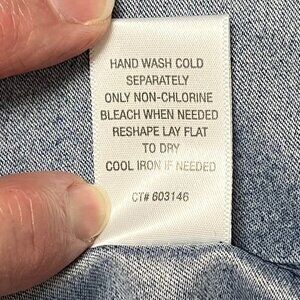 HAND WASH COLD
SEPARATELY
ONLY NON-CHLORINE
BLEACH WHEN NEEDED
RESHAPE LAY FLAT
TO DRY
COOL IRON IF NEEDED
CT# 603146